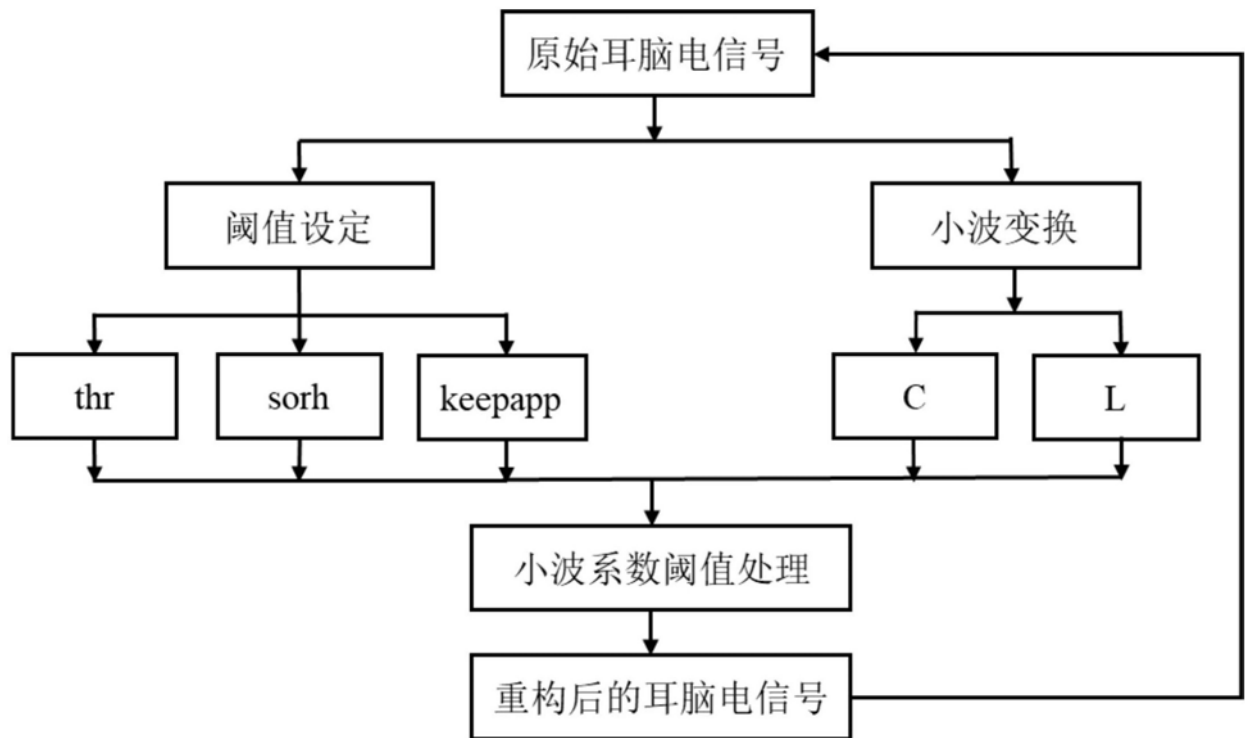 原始耳脑电信号
阈值设定
小波变换
thr
sorh
keepapp
C
L
小波系数阈值处理
重构后的耳脑电信号